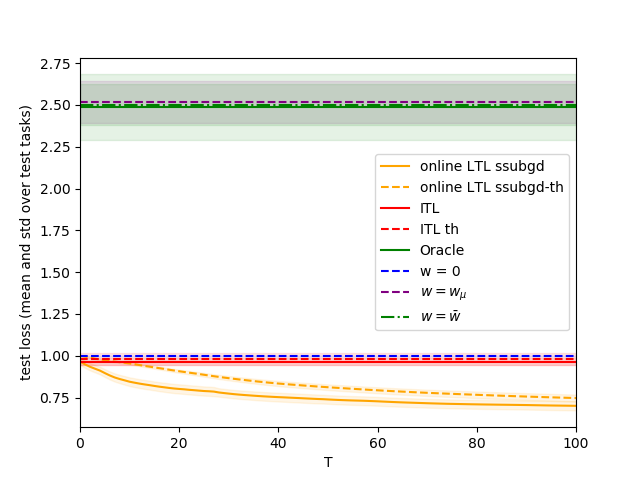 2.75
2.50
2.25
2.00
1.75
1.50
1.25
1.00
0.75
test loss (mean and std over test tasks)
online LTL ssubgd
online LTL ssubgd-th
ITL
ITL th
Oracle
w = 0
w = w_μ
w = w̄
0 20 40 60 80 100
T